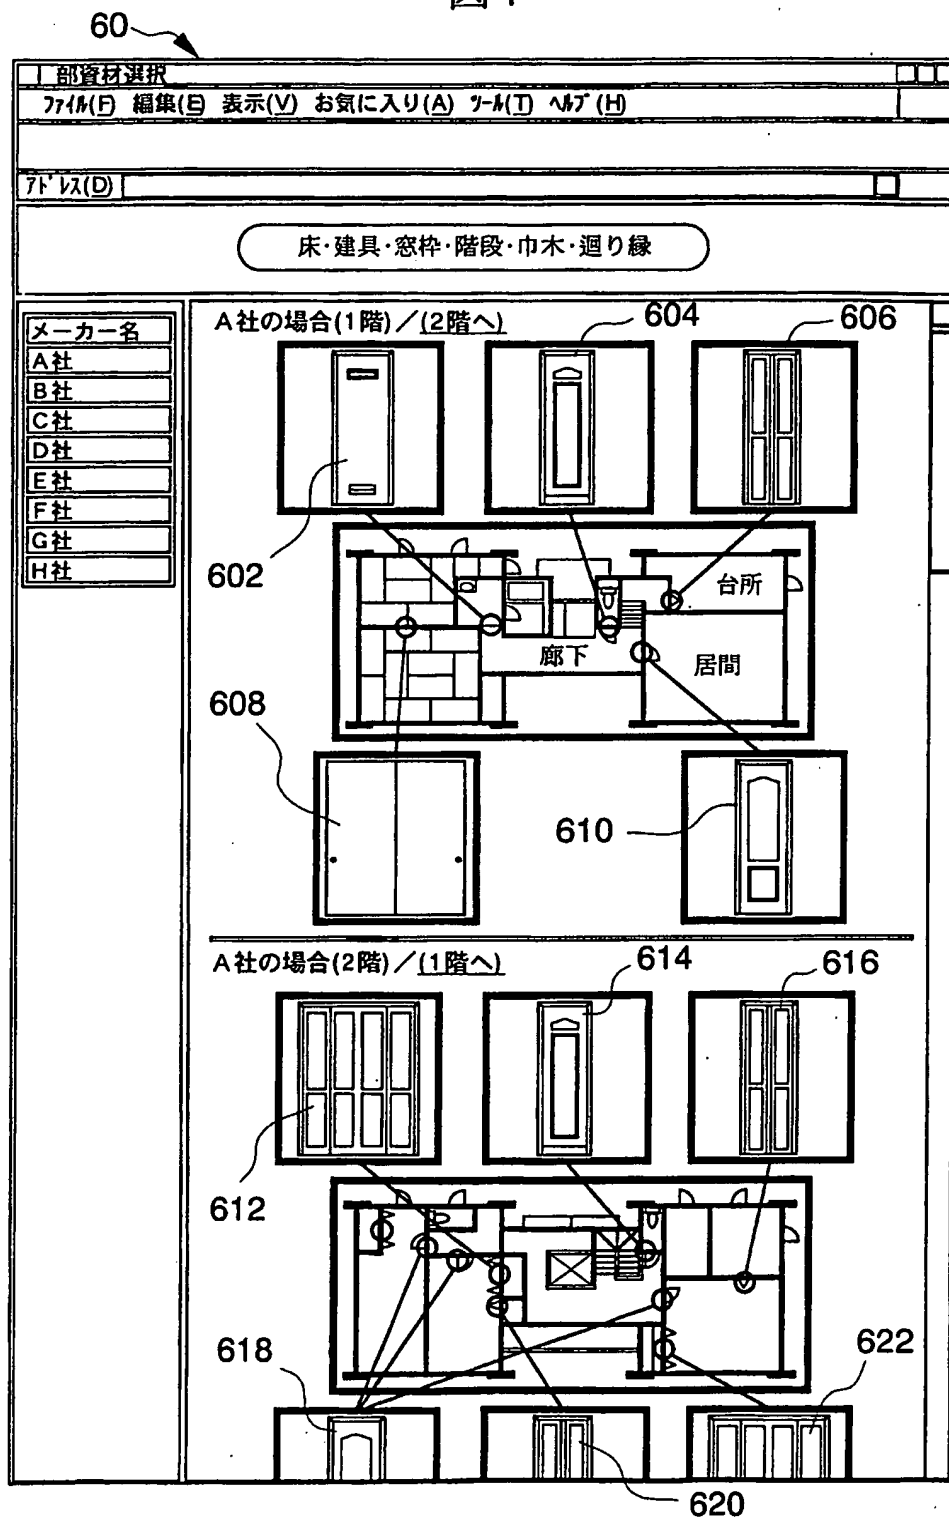 60
部資材選択
ファイル(F) 編集(E) 表示(V) お気に入り(A) ツール(T) ヘルプ(H)
アドレス(D)
床・建具・窓枠・階段・巾木・廻り縁
メーカー名
A社
B社
C社
D社
E社
F社
G社
H社
A社の場合(1階)／(2階へ)
604
606
602
台所
廊下
居間
608
610
A社の場合(2階)／(1階へ)
614
616
612
618
622
620